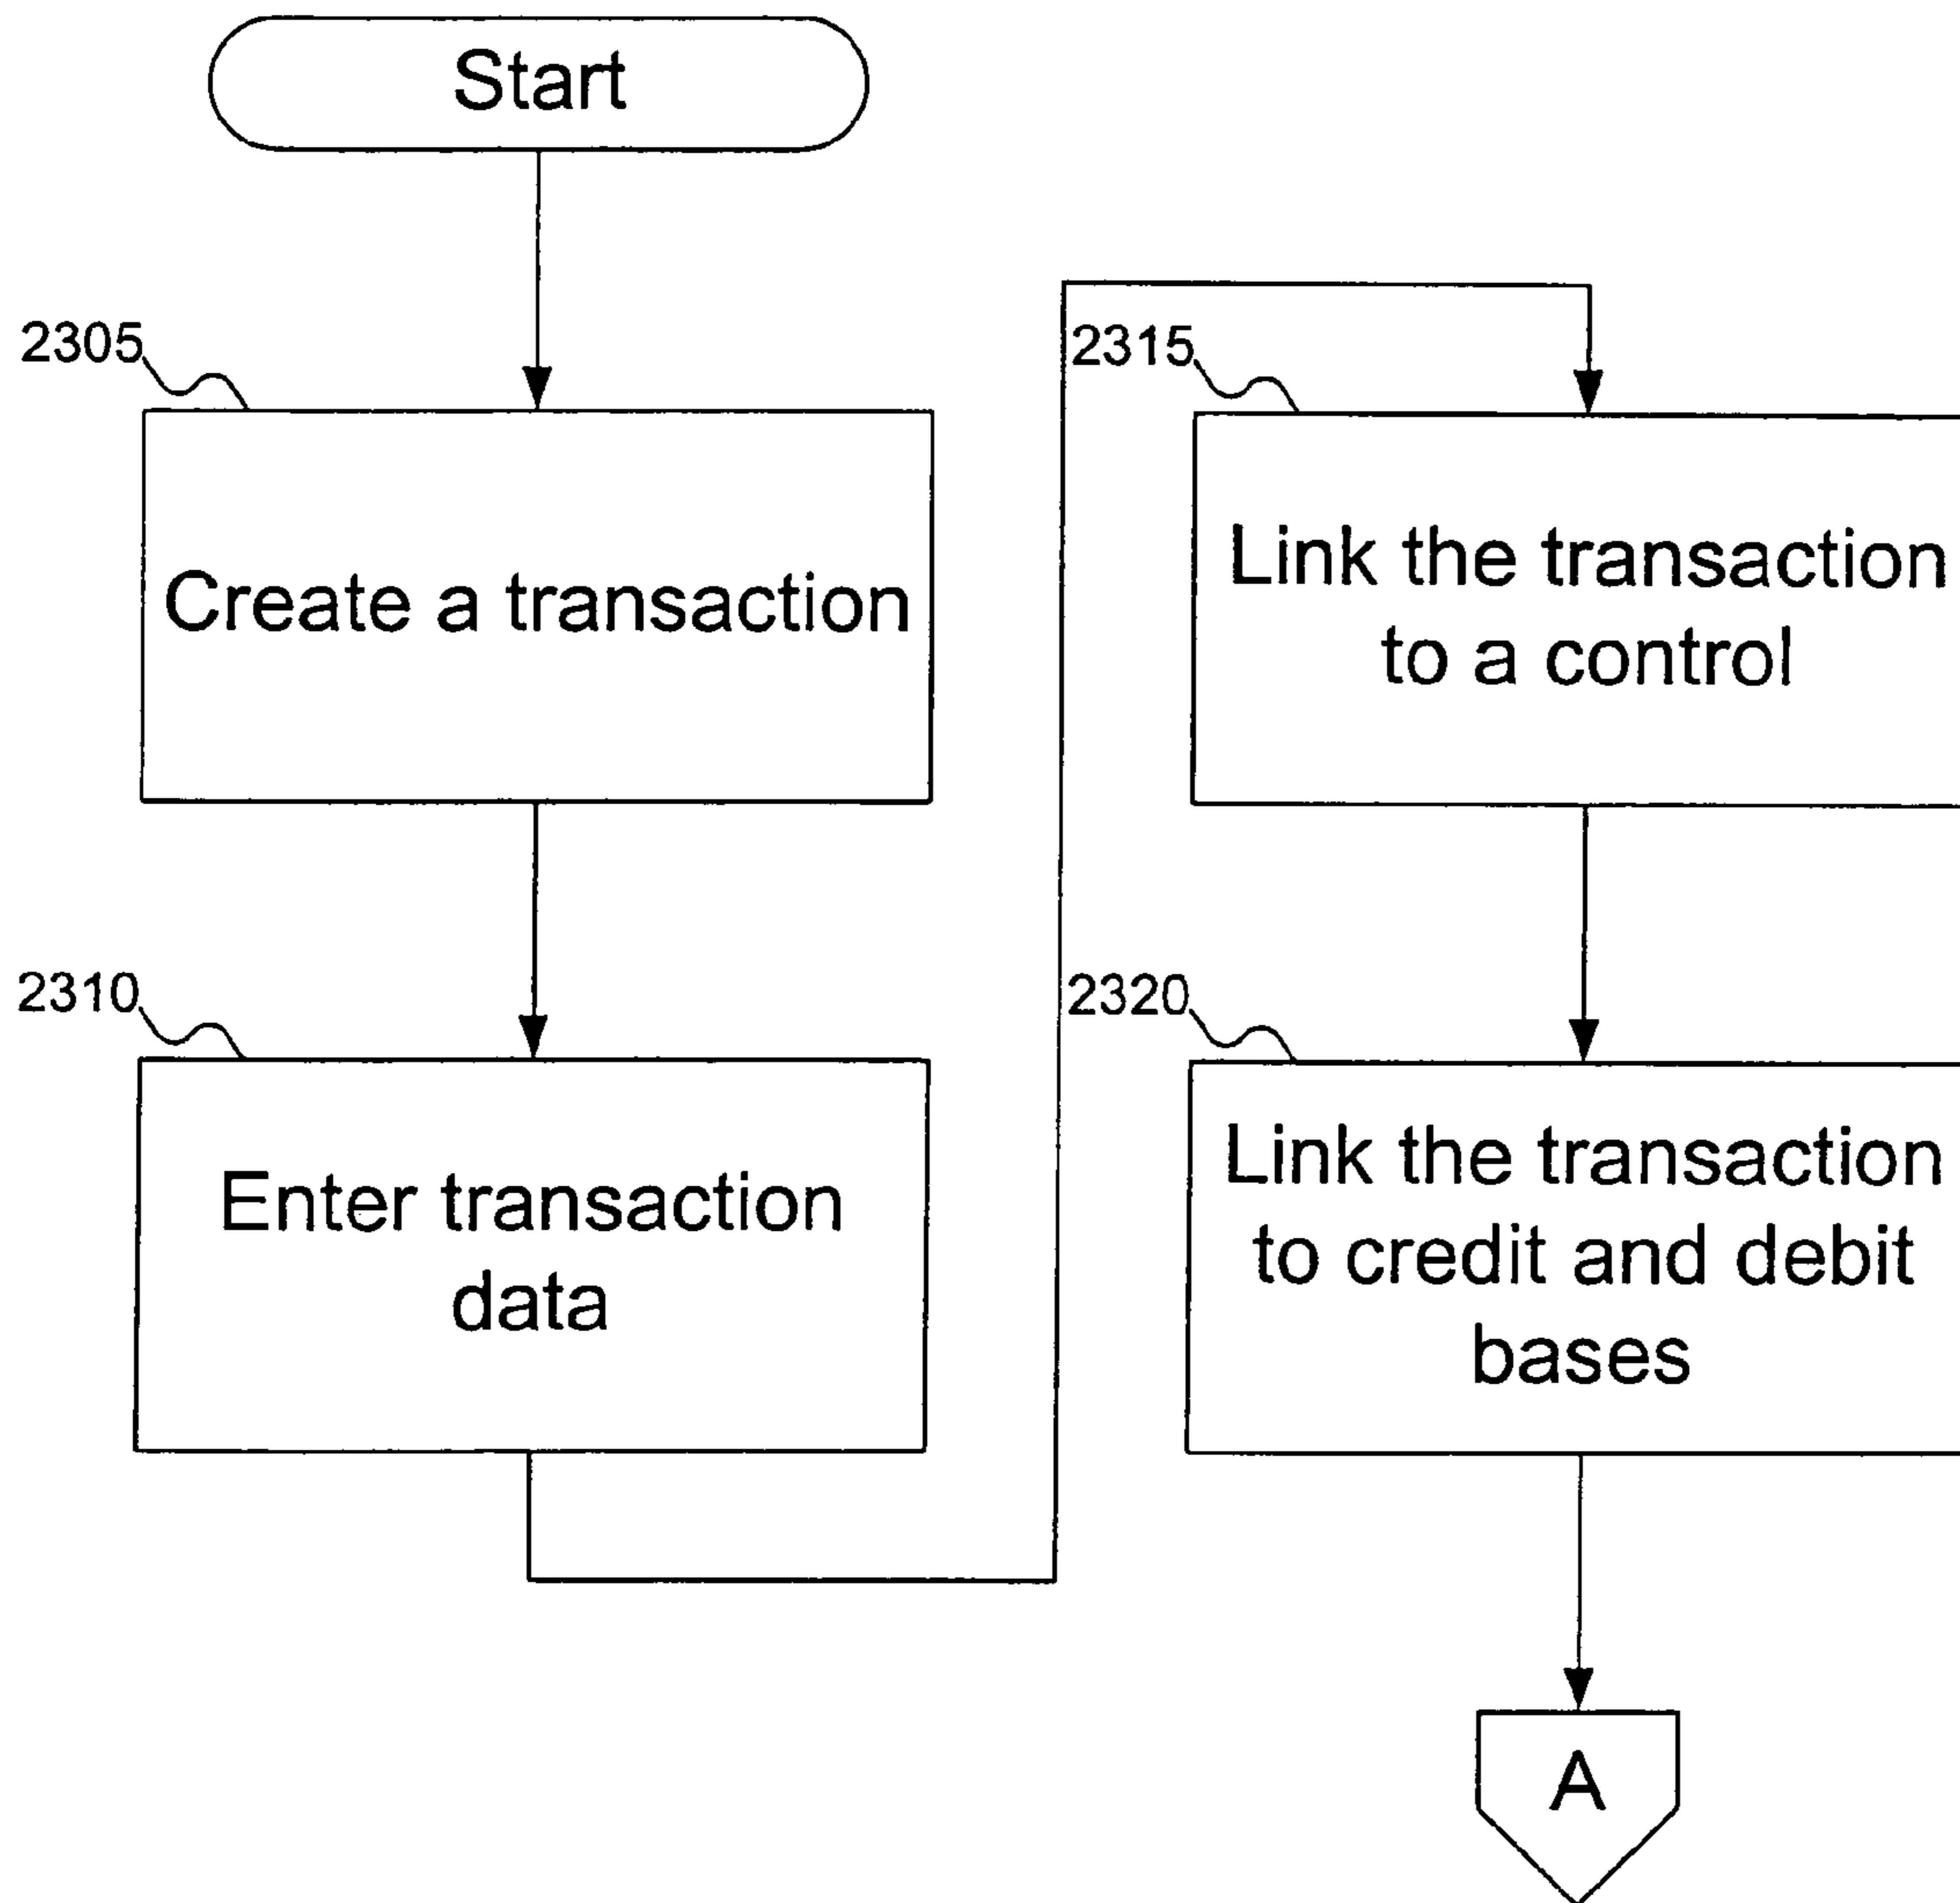 Start
2305
Create a transaction
2310
Enter transaction
data
2315
Link the transaction
to a control
2320
Link the transaction
to credit and debit
bases
A